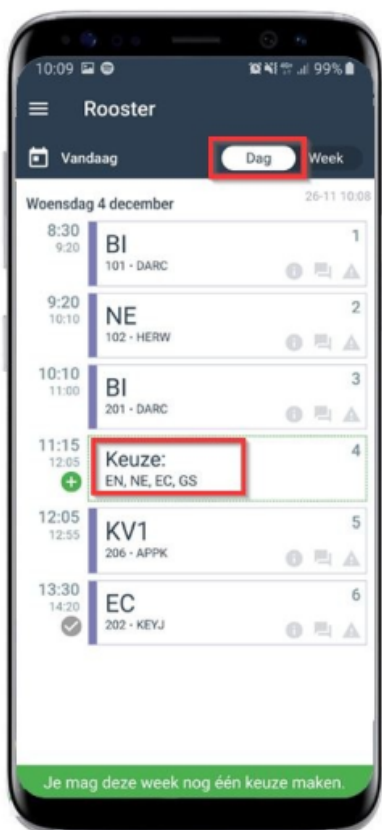 10:09 99%
Rooster
Vandaag Dag Week
Woensdag 4 december 26-11 10:08
8:30 BI 1
9:20 101 - DARC
9:20 NE 2
10:10 102 - HERW
10:10 BI 3
11:00 201 - DARC
11:15 Keuze: 4
12:05 EN, NE, EC, GS
12:05 KV1 5
12:55 206 - APPK
13:30 EC 6
14:20 202 - KEYJ
Je mag deze week nog één keuze maken.